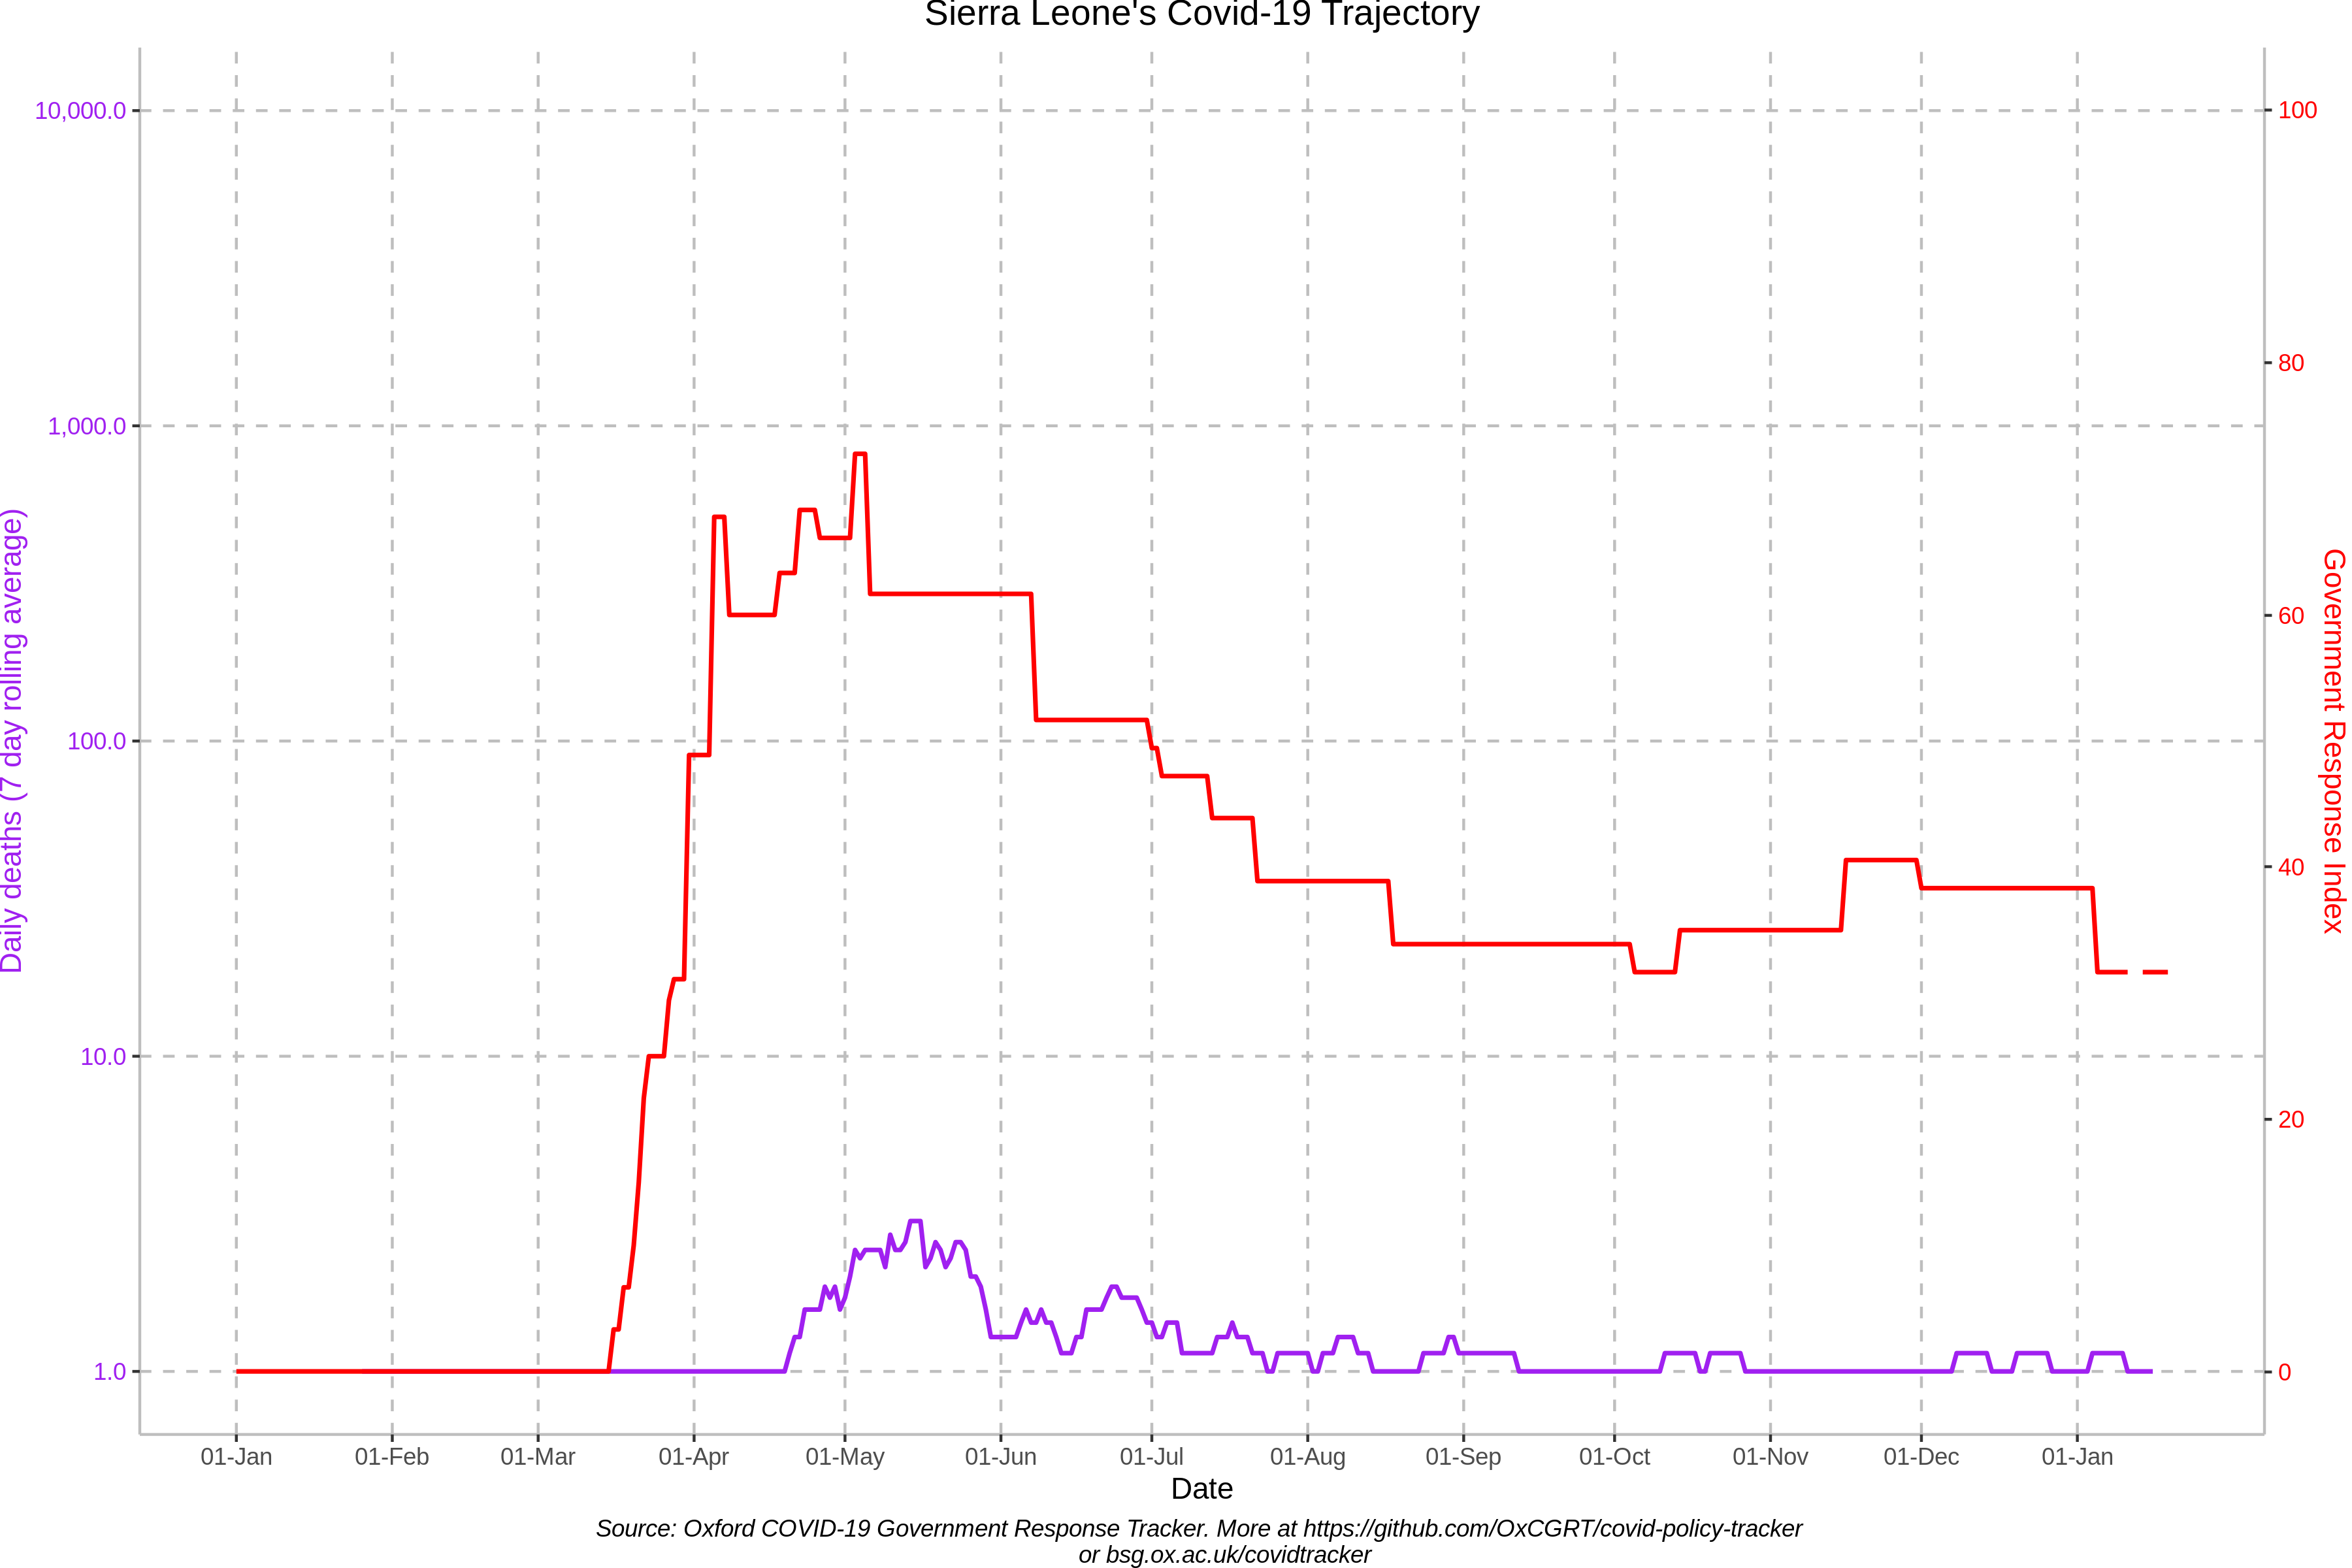 Sierra Leone's Covid-19 Trajectory
10,000.0
1,000.0
100.0
10.0
1.0
Daily deaths (7 day rolling average)
100
80
60
40
20
0
Government Response Index
01-Jan
01-Feb
01-Mar
01-Apr
01-May
01-Jun
01-Jul
01-Aug
01-Sep
01-Oct
01-Nov
01-Dec
01-Jan
Date
Source: Oxford COVID-19 Government Response Tracker. More at https://github.com/OxCGRT/covid-policy-tracker
or bsg.ox.ac.uk/covidtracker